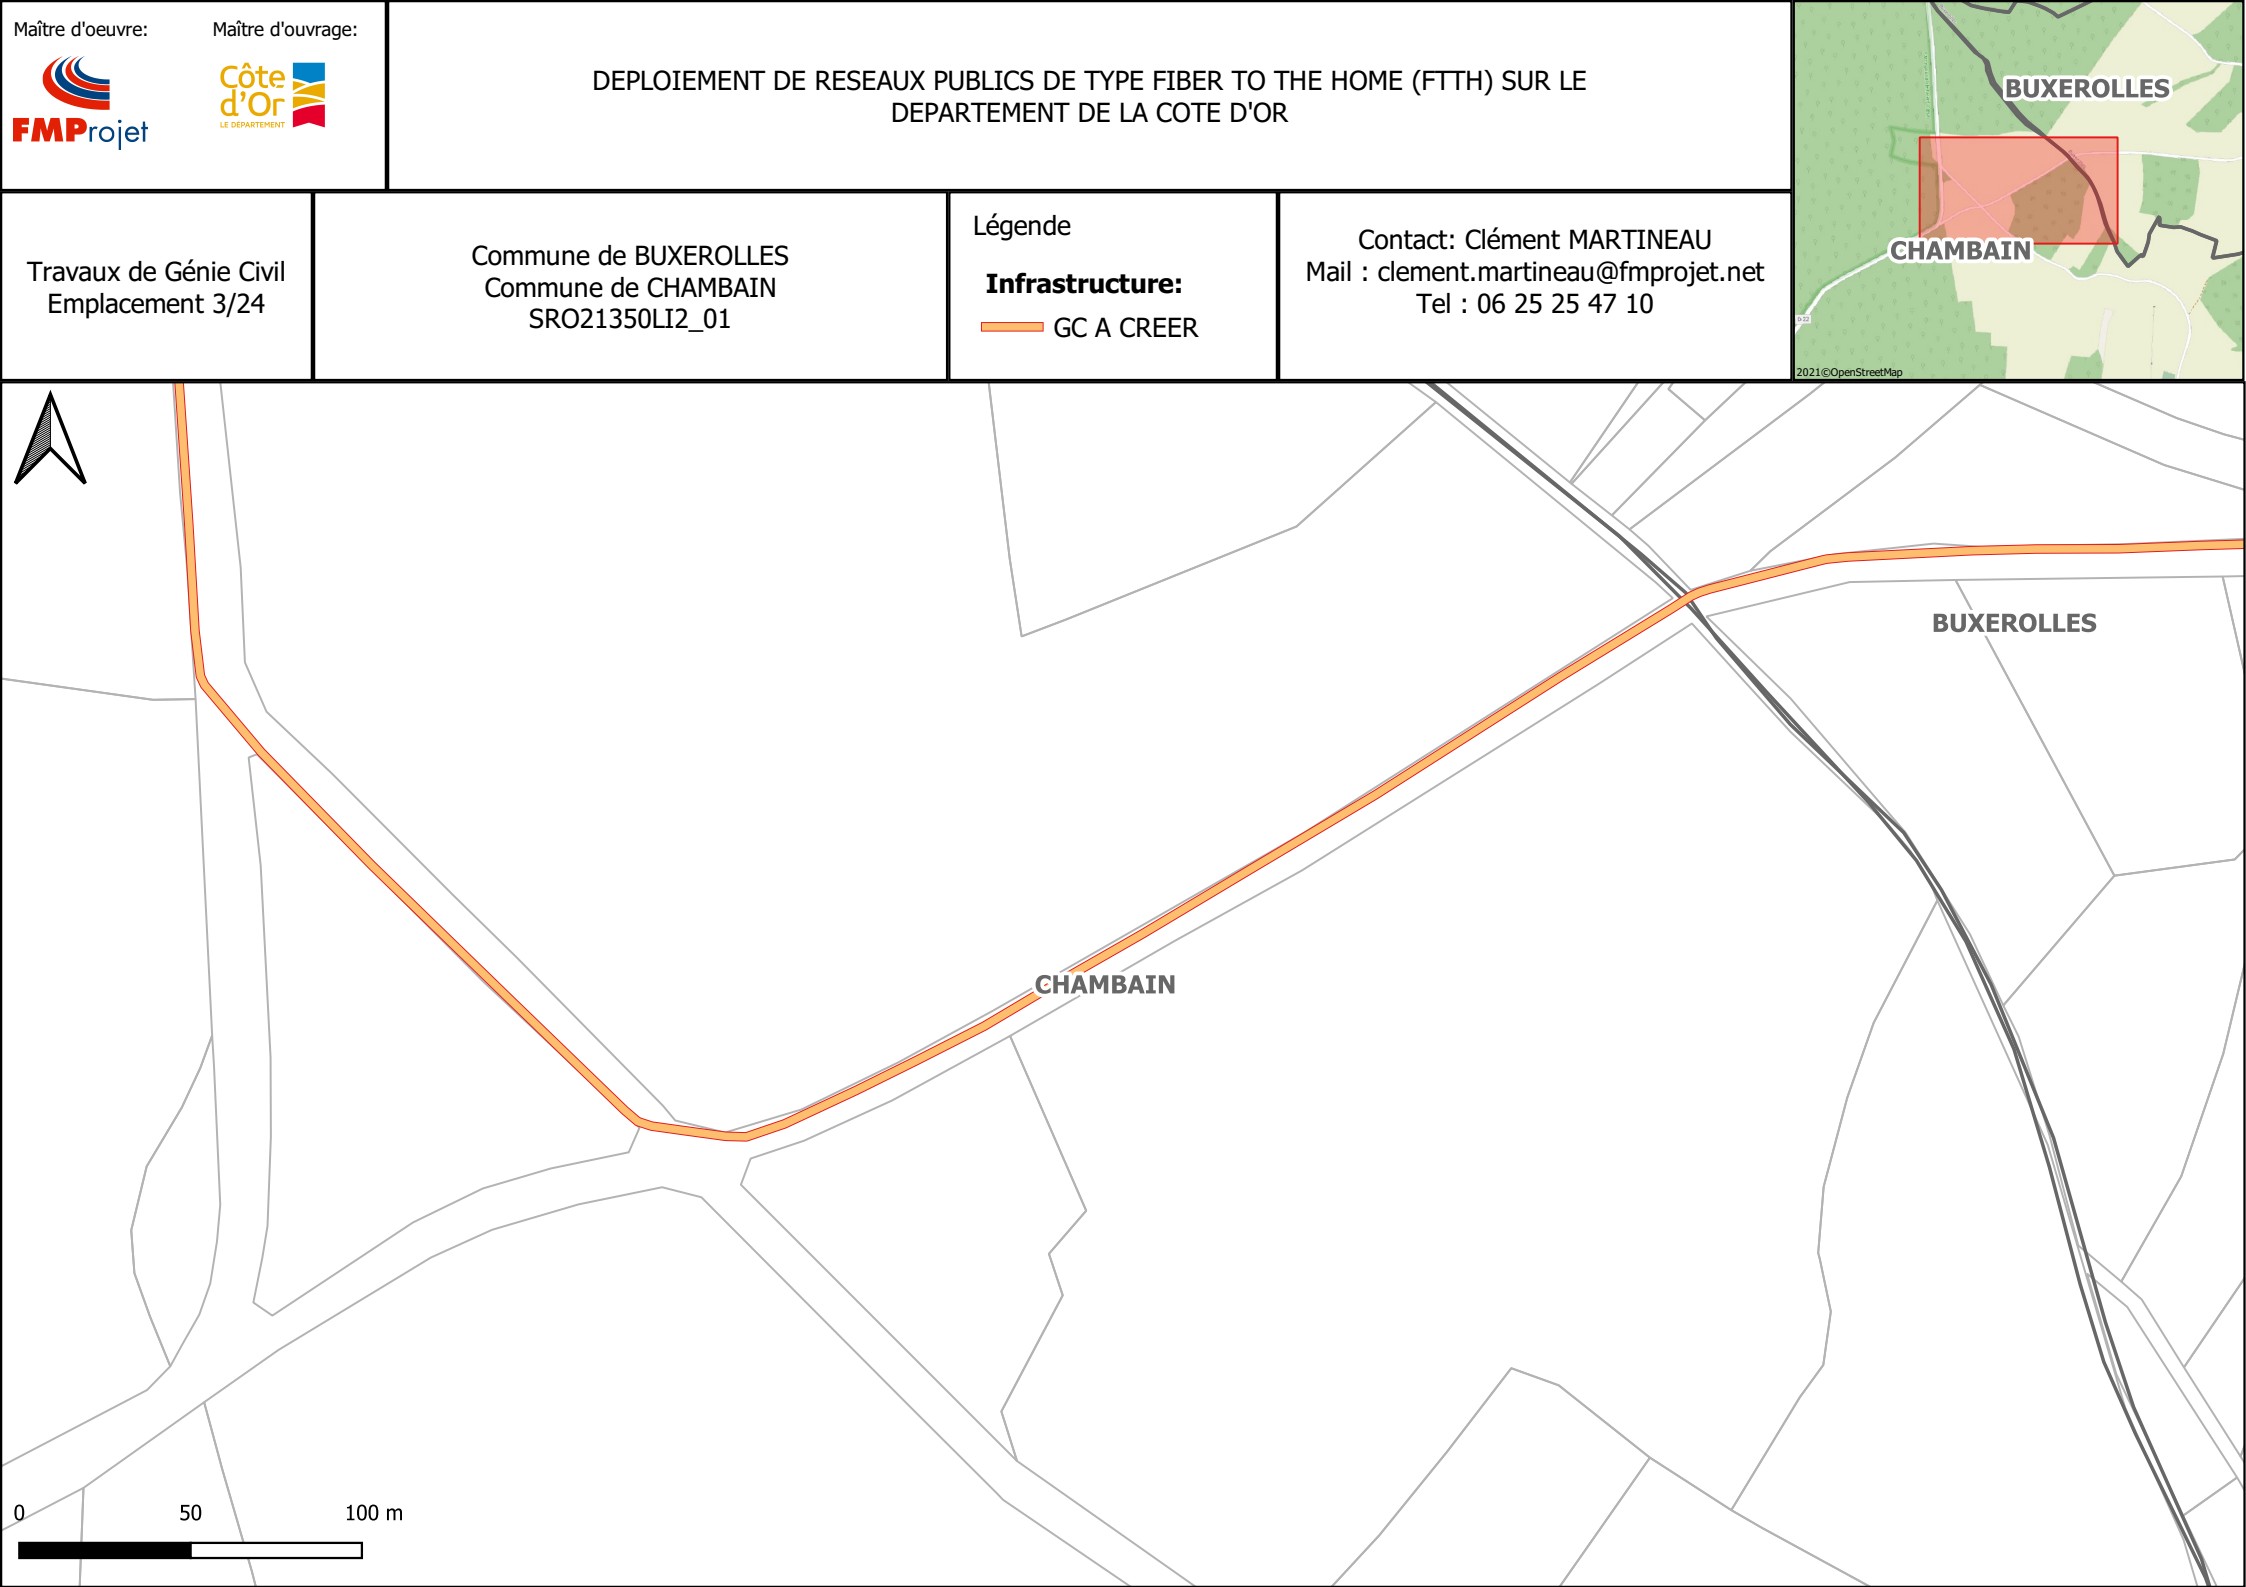 Maître d'oeuvre:
Maître d'ouvrage:
FMProjet
Côte
d'Or
LE DÉPARTEMENT
DEPLOIEMENT DE RESEAUX PUBLICS DE TYPE FIBER TO THE HOME (FTTH) SUR LE
DEPARTEMENT DE LA COTE D'OR
Travaux de Génie Civil
Emplacement 3/24
Commune de BUXEROLLES
Commune de CHAMBAIN
SRO21350LI2_01
Légende
Infrastructure:
GC A CREER
Contact: Clément MARTINEAU
Mail : clement.martineau@fmprojet.net
Tel : 06 25 25 47 10
BUXEROLLES
CHAMBAIN
2021©OpenStreetMap
BUXEROLLES
CHAMBAIN
0 50 100 m